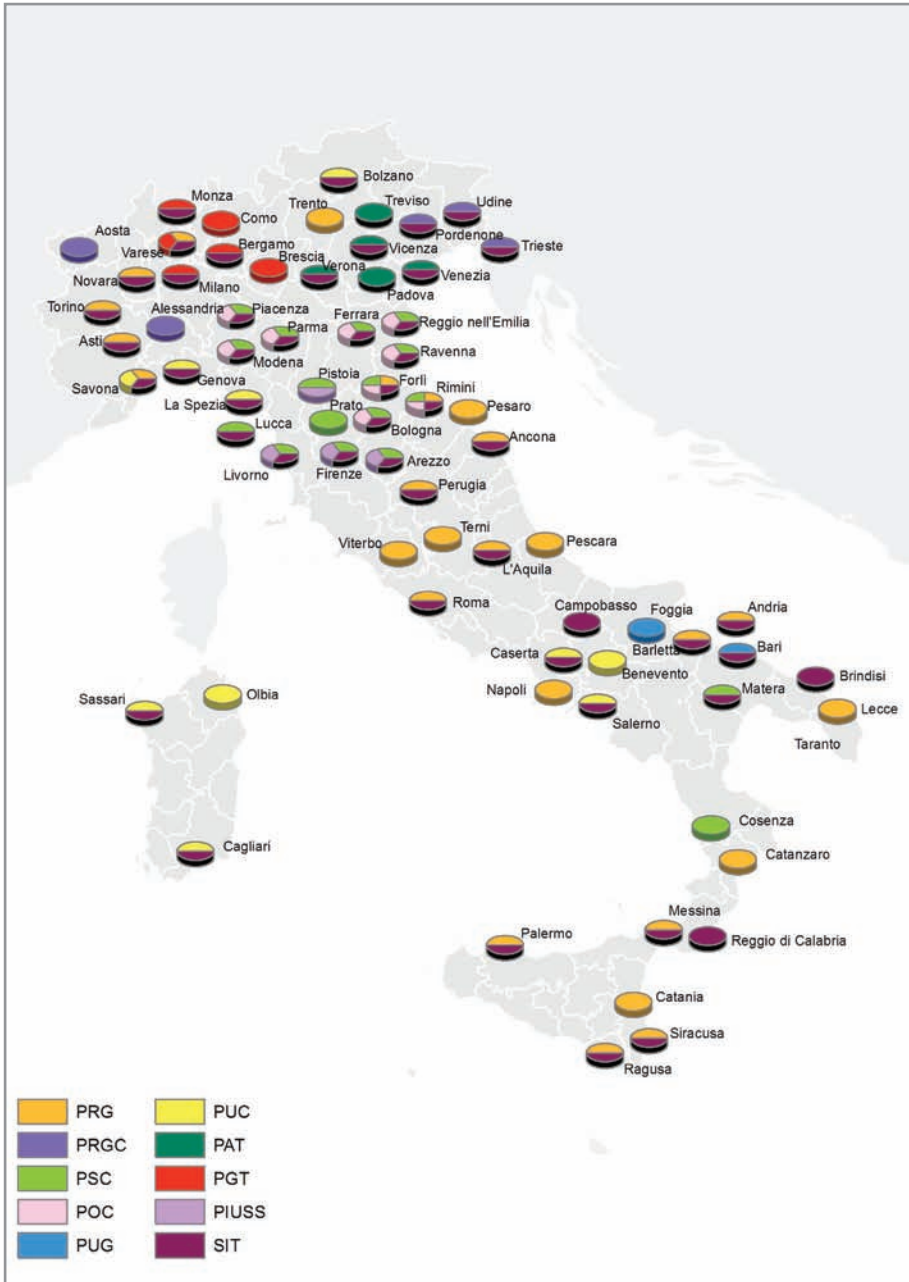 Bolzano
Monza
Treviso
Udine
Trento
Como
Pordenone
Aosta
Varese
Bergamo
Vicenza
Trieste
Brescia
Verona
Venezia
Novara
Milano
Padova
Torino
Alessandria
Piacenza
Ferrara
Reggio nell'Emilia
Parma
Asti
Modena
Ravenna
Genova
Pistoia
Forlì
Savona
Rimini
La Spezia
Prato
Pesaro
Lucca
Bologna
Ancona
Livorno
Firenze
Arezzo
Perugia
Terni
Viterbo
Pescara
L'Aquila
Roma
Campobasso
Foggia
Andria
Barletta
Bari
Caserta
Benevento
Brindisi
Napoli
Matera
Salerno
Lecce
Taranto
Sassari
Olbia
Cosenza
Cagliari
Catanzaro
Messina
Palermo
Reggio di Calabria
Catania
Siracusa
Ragusa
PRG
PUC
PRGC
PAT
PSC
PGT
POC
PIUSS
PUG
SIT